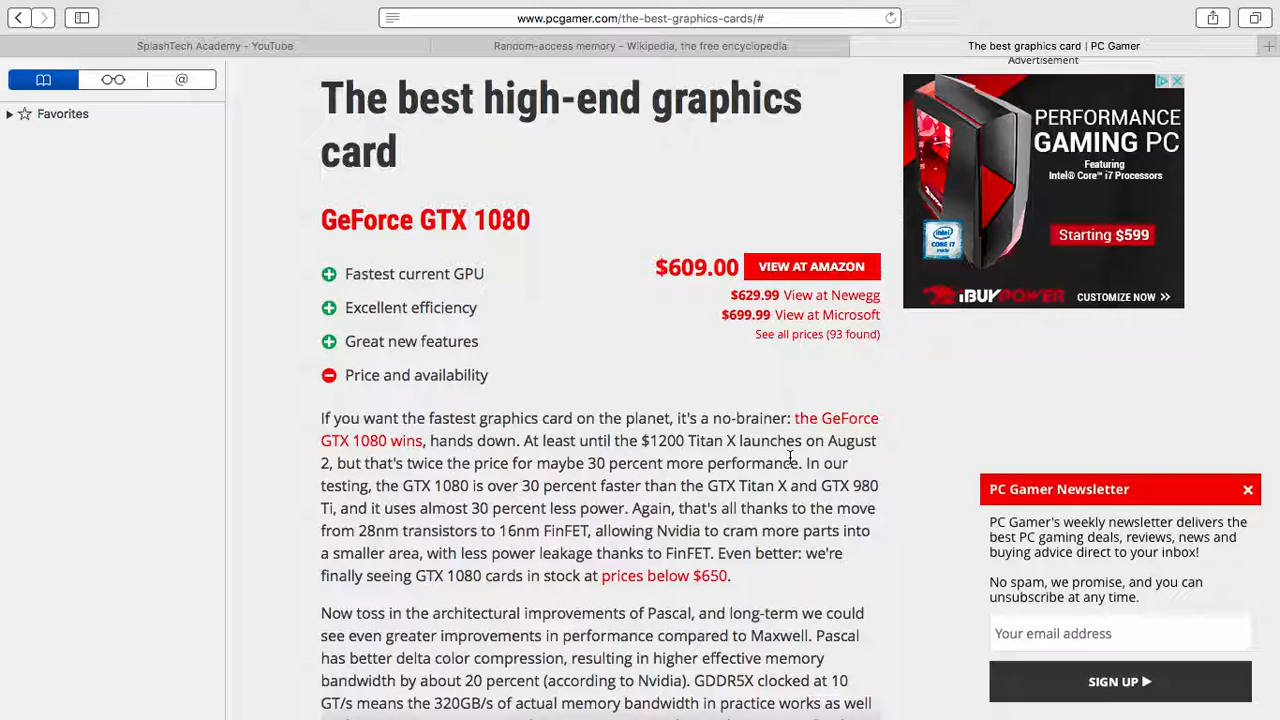 www.pcgamer.com/the-best-graphics-cards/#
SplashTech Academy - YouTube
Random-access memory - Wikipedia, the free encyclopedia
The best graphics card | PC Gamer
Favorites
Advertisement
The best high-end graphics
card
GeForce GTX 1080
Fastest current GPU
Excellent efficiency
Great new features
Price and availability
$609.00 VIEW AT AMAZON
$629.99 View at Newegg
$699.99 View at Microsoft
See all prices (93 found)
If you want the fastest graphics card on the planet, it's a no-brainer: the GeForce
GTX 1080 wins, hands down. At least until the $1200 Titan X launches on August
2, but that's twice the price for maybe 30 percent more performance. In our
testing, the GTX 1080 is over 30 percent faster than the GTX Titan X and GTX 980
Ti, and it uses almost 30 percent less power. Again, that's all thanks to the move
from 28nm transistors to 16nm FinFET, allowing Nvidia to cram more parts into
a smaller area, with less power leakage thanks to FinFET. Even better: we're
finally seeing GTX 1080 cards in stock at prices below $650.
Now toss in the architectural improvements of Pascal, and long-term we could
see even greater improvements in performance compared to Maxwell. Pascal
has better delta color compression, resulting in higher effective memory
bandwidth by about 20 percent (according to Nvidia). GDDR5X clocked at 10
GT/s means the 320GB/s of actual memory bandwidth in practice works as well
PERFORMANCE
GAMING PC
Featuring
Intel® Core™ i7 Processors
intel
CORE i7
Starting $599
iBUYPOWER
CUSTOMIZE NOW >>
PC Gamer Newsletter
PC Gamer's weekly newsletter delivers the
best PC gaming deals, reviews, news and
buying advice direct to your inbox!
No spam, we promise, and you can
unsubscribe at any time.
Your email address
SIGN UP